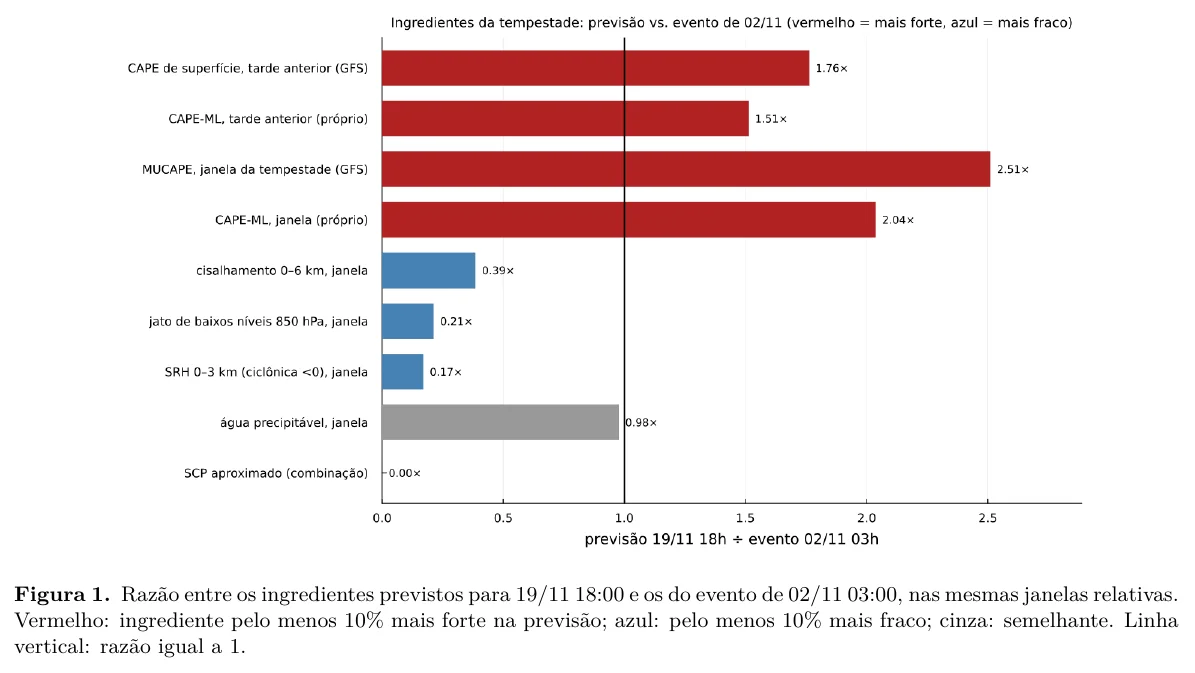 Ingredientes da tempestade: previsão vs. evento de 02/11 (vermelho = mais forte, azul = mais fraco)
CAPE de superfície, tarde anterior (GFS)
1.76×
CAPE-ML, tarde anterior (próprio)
1.51×
MUCAPE, janela da tempestade (GFS)
2.51×
CAPE-ML, janela (próprio)
2.04×
cisalhamento 0–6 km, janela
0.39×
jato de baixos níveis 850 hPa, janela
0.21×
SRH 0–3 km (ciclônica <0), janela
0.17×
água precipitável, janela
0.98×
SCP aproximado (combinação)
0.00×
0.0 0.5 1.0 1.5 2.0 2.5
previsão 19/11 18h ÷ evento 02/11 03h
Figura 1. Razão entre os ingredientes previstos para 19/11 18:00 e os do evento de 02/11 03:00, nas mesmas janelas relativas.
Vermelho: ingrediente pelo menos 10% mais forte na previsão; azul: pelo menos 10% mais fraco; cinza: semelhante. Linha
vertical: razão igual a 1.